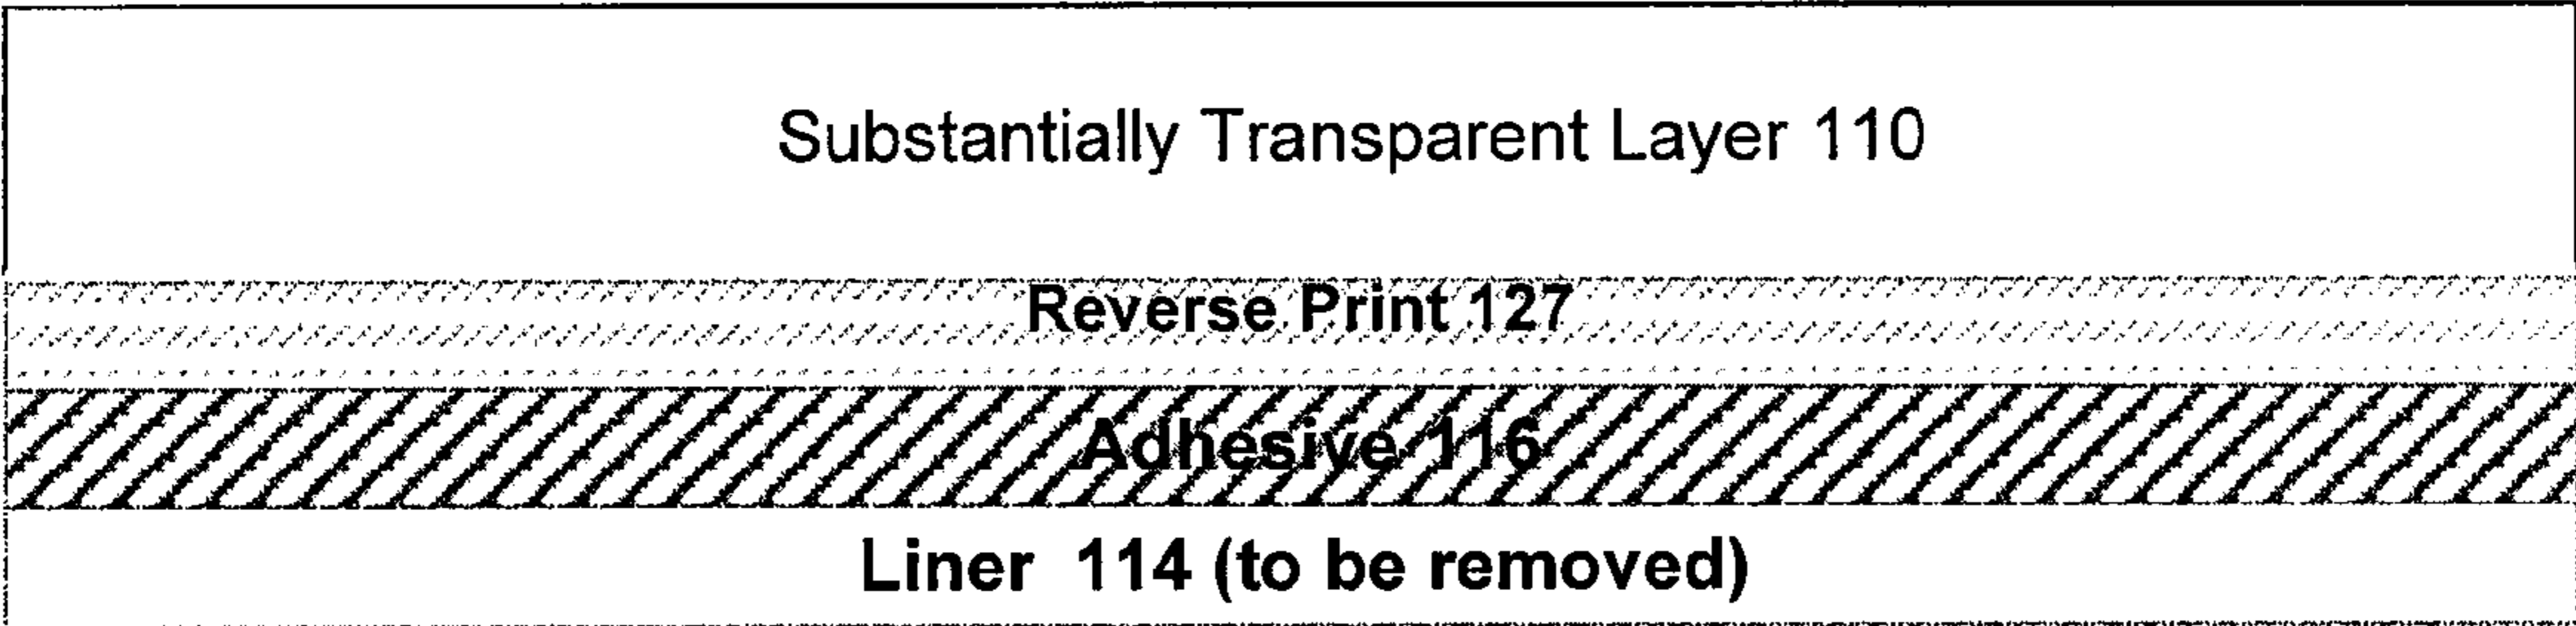 Substantially Transparent Layer 110
Reverse Print 127
Adhesive 116
Liner 114 (to be removed)